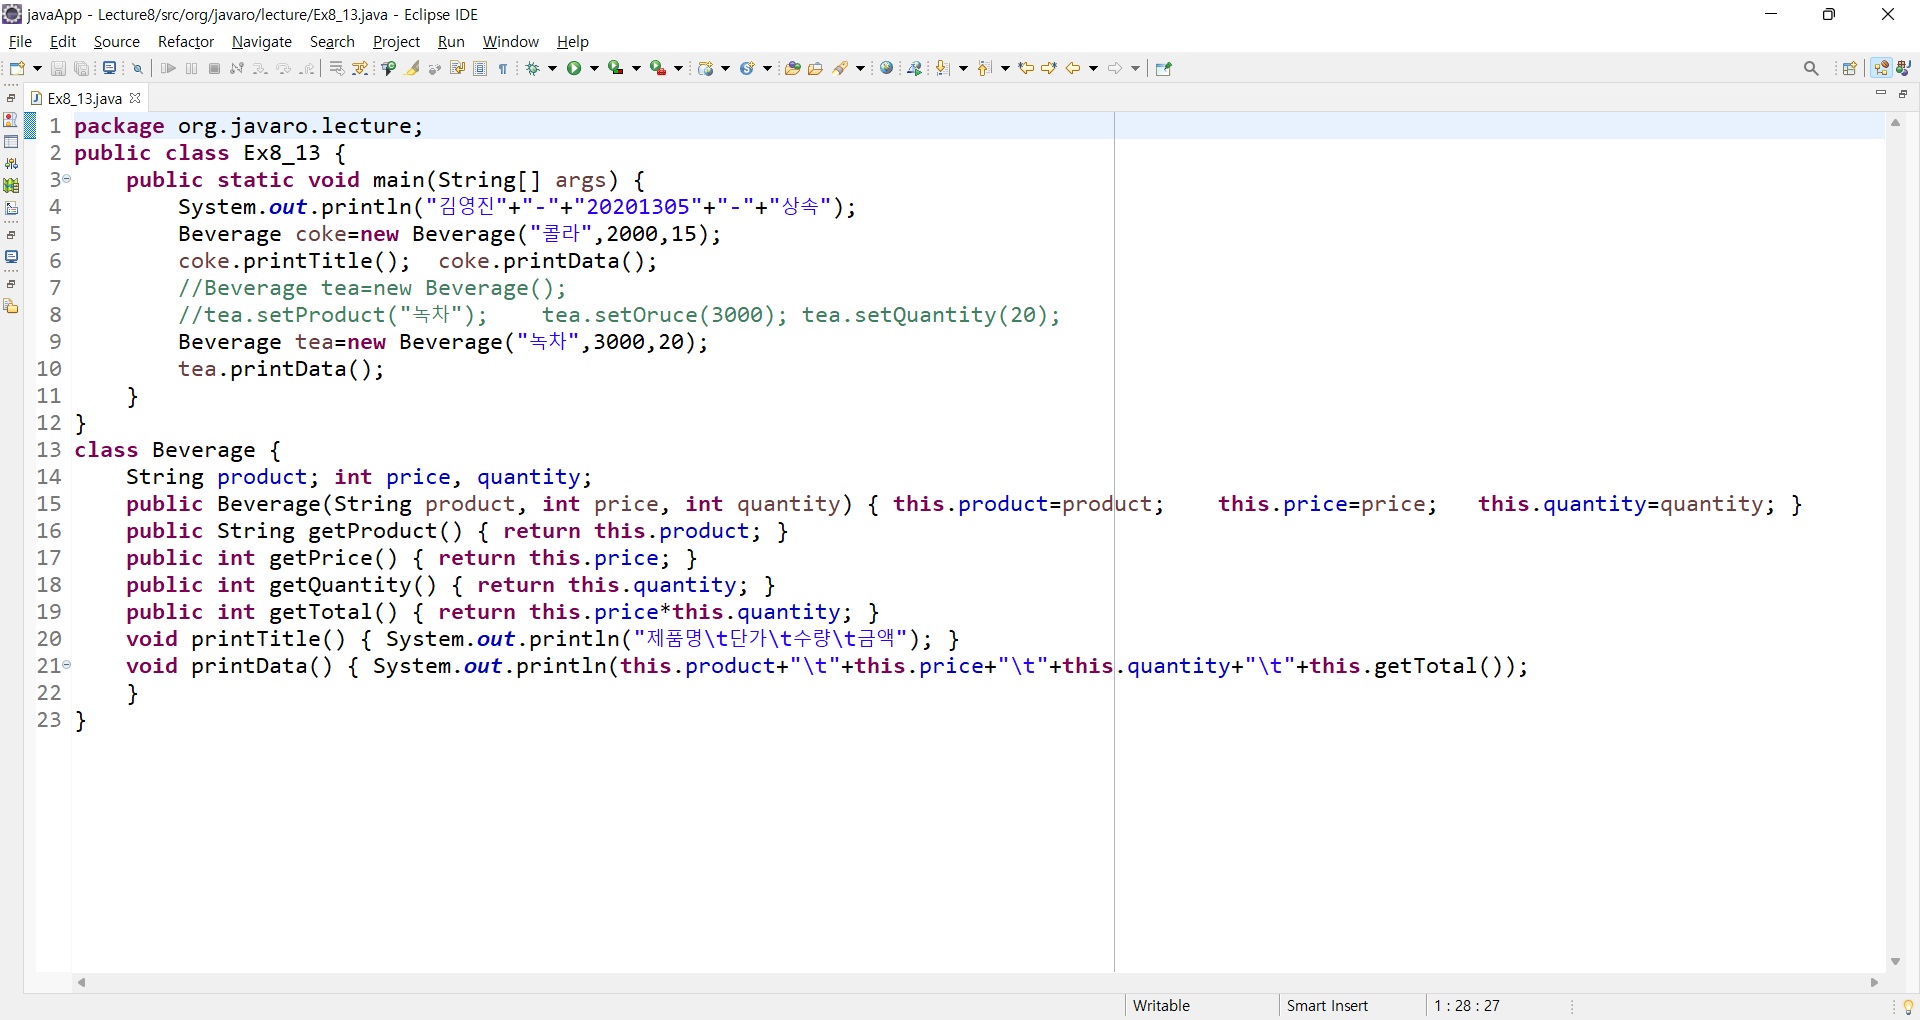 javaApp - Lecture8/src/org/javaro/lecture/Ex8_13.java - Eclipse IDE
File Edit Source Refactor Navigate Search Project Run Window Help
Ex8_13.java
1 package org.javaro.lecture;
2 public class Ex8_13 {
3 public static void main(String[] args) {
4 System.out.println("김영진"+"-"+"20201305"+"-"+"상속");
5 Beverage coke=new Beverage("콜라",2000,15);
6 coke.printTitle(); coke.printData();
7 //Beverage tea=new Beverage();
8 //tea.setProduct("녹차"); tea.setOruce(3000); tea.setQuantity(20);
9 Beverage tea=new Beverage("녹차",3000,20);
10 tea.printData();
11 }
12 }
13 class Beverage {
14 String product; int price, quantity;
15 public Beverage(String product, int price, int quantity) { this.product=product; this.price=price; this.quantity=quantity; }
16 public String getProduct() { return this.product; }
17 public int getPrice() { return this.price; }
18 public int getQuantity() { return this.quantity; }
19 public int getTotal() { return this.price*this.quantity; }
20 void printTitle() { System.out.println("제품명\t단가\t수량\t금액"); }
21 void printData() { System.out.println(this.product+"\t"+this.price+"\t"+this.quantity+"\t"+this.getTotal());
22 }
23 }
Writable Smart Insert 1 : 28 : 27